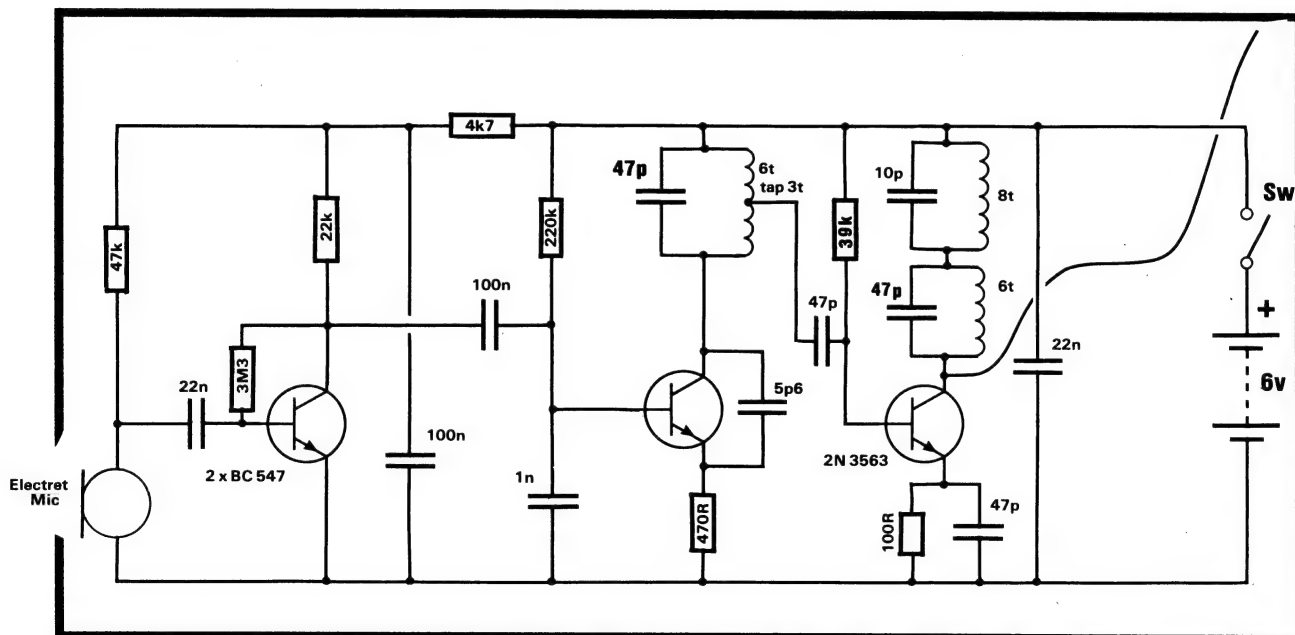 4k7
47p
6t
tap 3t
10p
8t
Sw
47k
22k
220k
39k
100n
47p
47p
6t
+
3M3
22n
5p6
22n
6v
2 x BC 547
100n
2N 3563
Electret
Mic
1n
470R
100R
47p